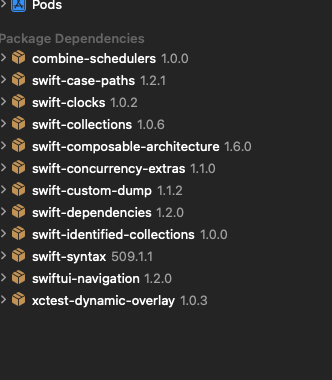 Pods
Package Dependencies
combine-schedulers 1.0.0
swift-case-paths 1.2.1
swift-clocks 1.0.2
swift-collections 1.0.6
swift-composable-architecture 1.6.0
swift-concurrency-extras 1.1.0
swift-custom-dump 1.1.2
swift-dependencies 1.2.0
swift-identified-collections 1.0.0
swift-syntax 509.1.1
swiftui-navigation 1.2.0
xctest-dynamic-overlay 1.0.3